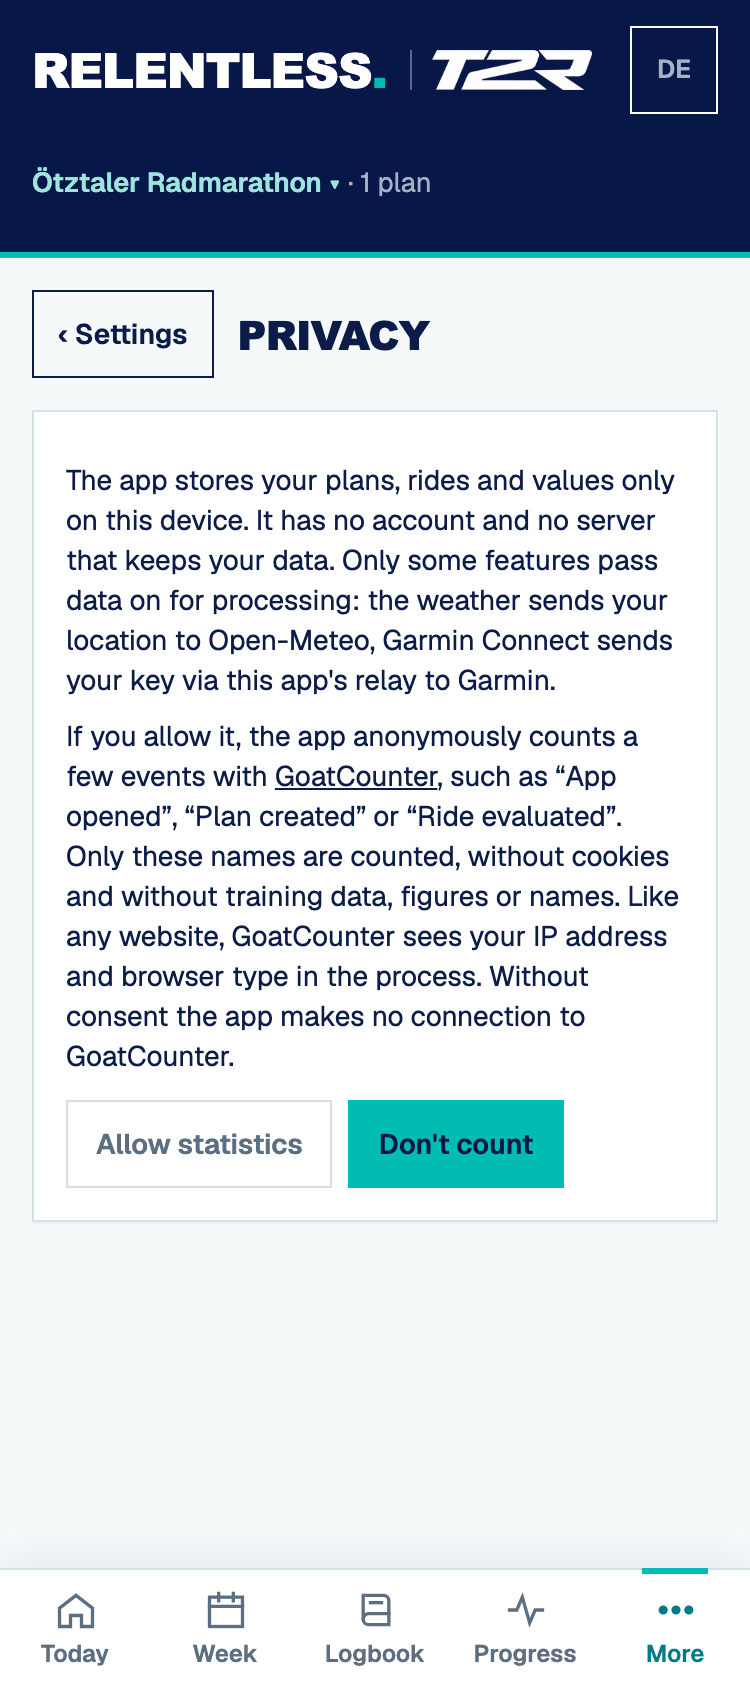 RELENTLESS. T2R DE
Ötztaler Radmarathon ▾ · 1 plan
‹ Settings PRIVACY
The app stores your plans, rides and values only
on this device. It has no account and no server
that keeps your data. Only some features pass
data on for processing: the weather sends your
location to Open-Meteo, Garmin Connect sends
your key via this app's relay to Garmin.
If you allow it, the app anonymously counts a
few events with GoatCounter, such as “App
opened”, “Plan created” or “Ride evaluated”.
Only these names are counted, without cookies
and without training data, figures or names. Like
any website, GoatCounter sees your IP address
and browser type in the process. Without
consent the app makes no connection to
GoatCounter.
Allow statistics Don't count
Today Week Logbook Progress More